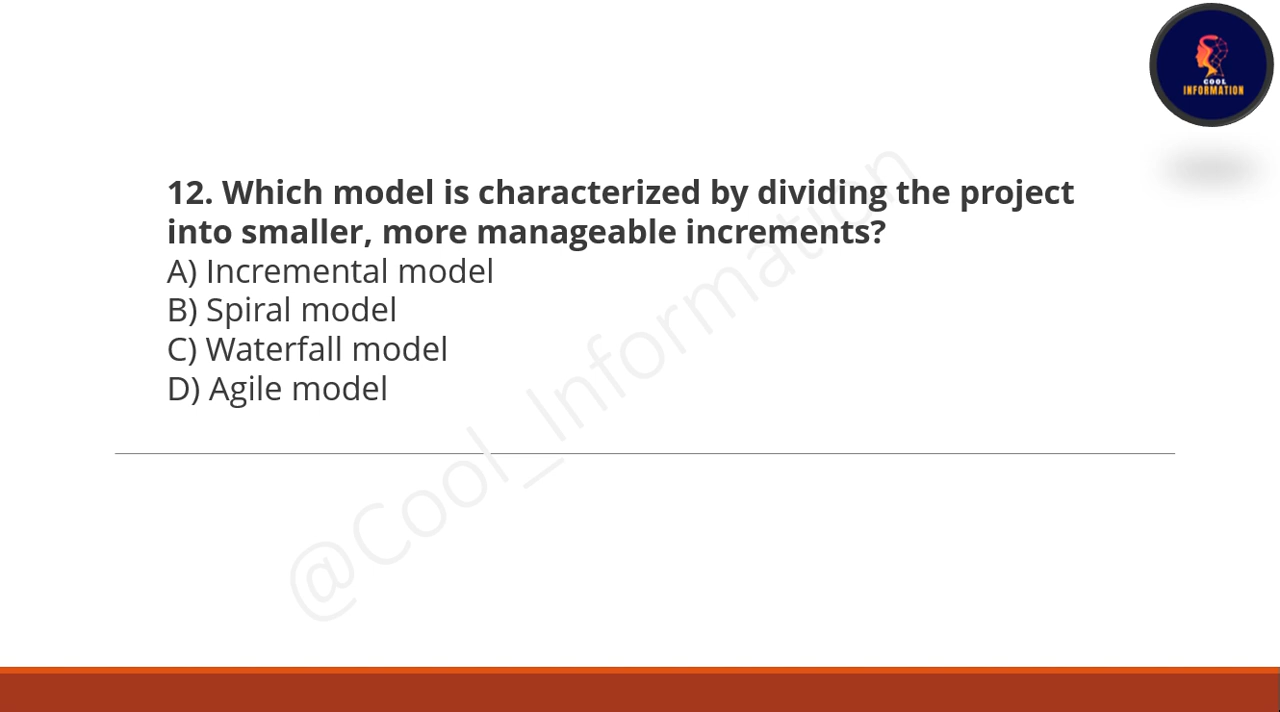 COOL
INFORMATION
12. Which model is characterized by dividing the project
into smaller, more manageable increments?
A) Incremental model
B) Spiral model
C) Waterfall model
D) Agile model
@Cool_Information